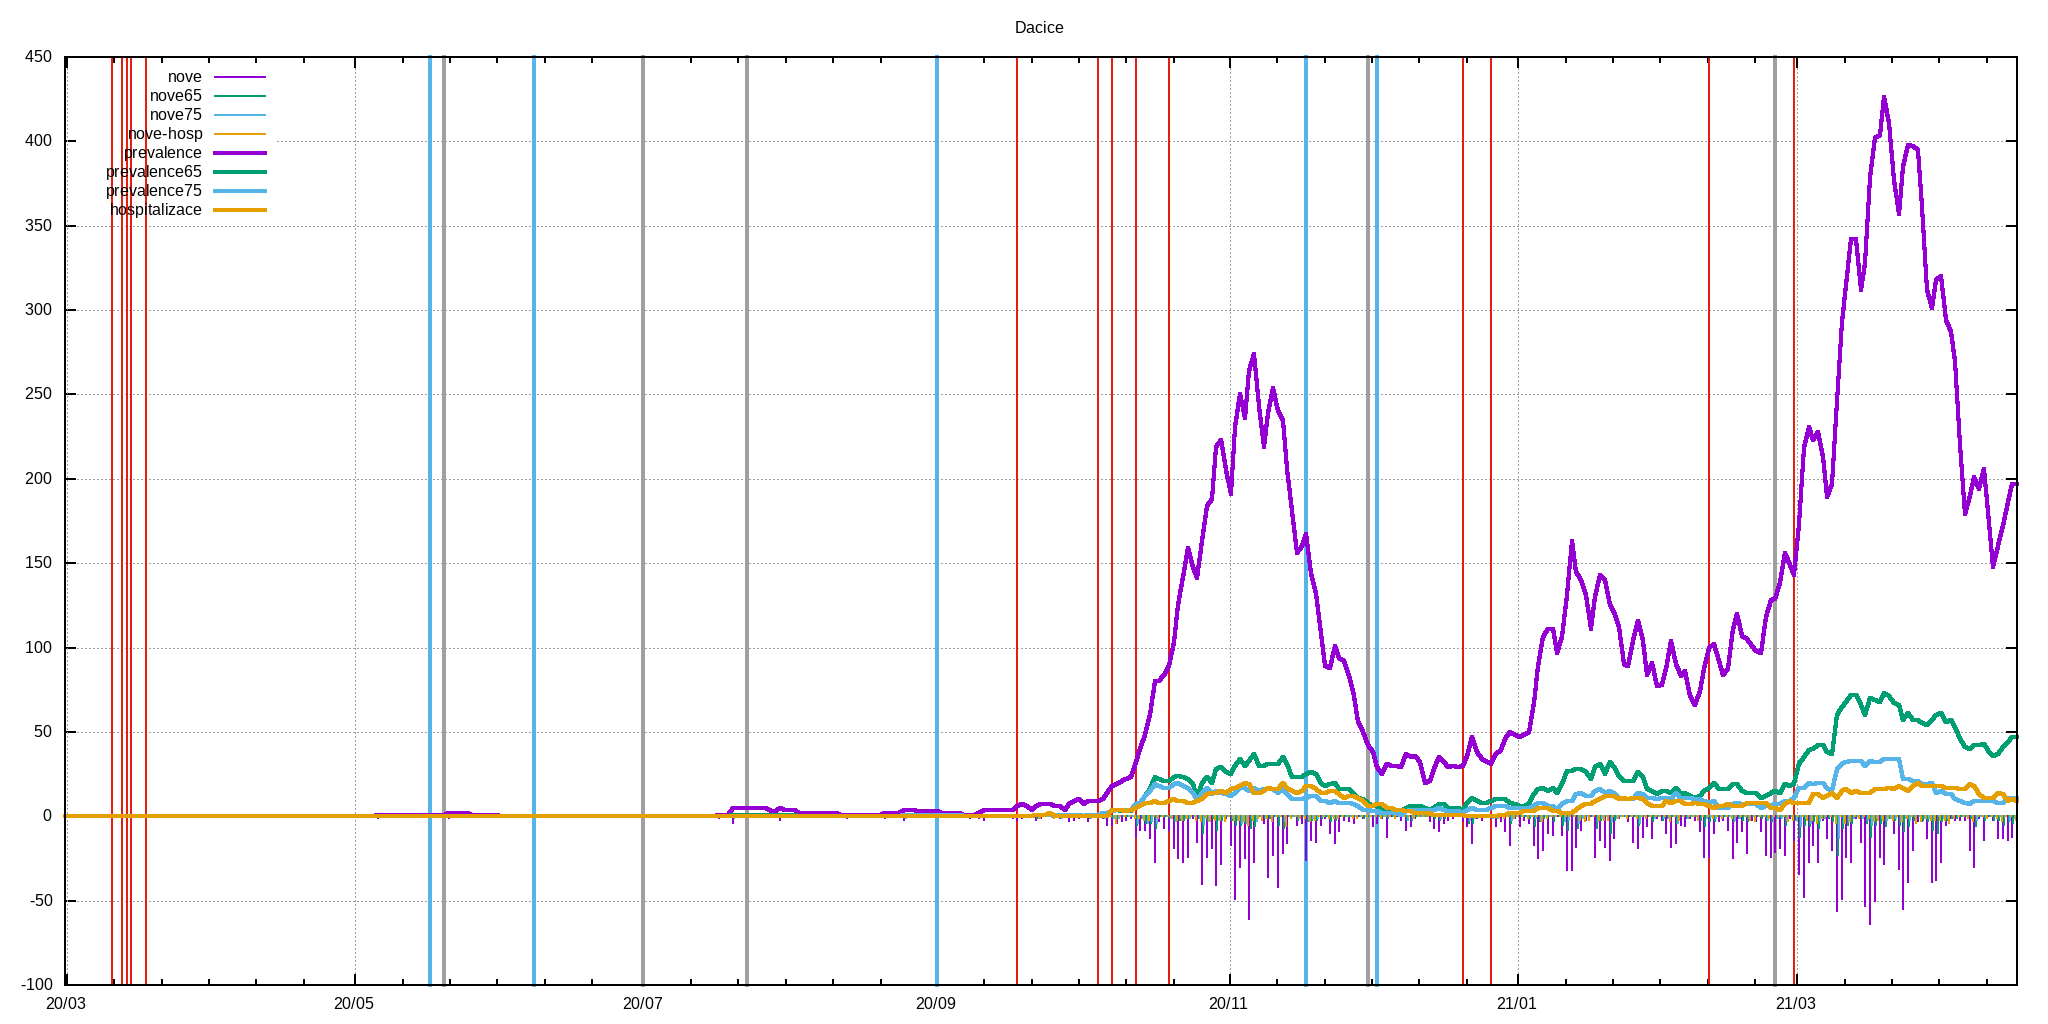 Dacice
450
400
350
300
250
200
150
100
50
0
-50
-100
nove
nove65
nove75
nove-hosp
prevalence
prevalence65
prevalence75
hospitalizace
20/03 20/05 20/07 20/09 20/11 21/01 21/03